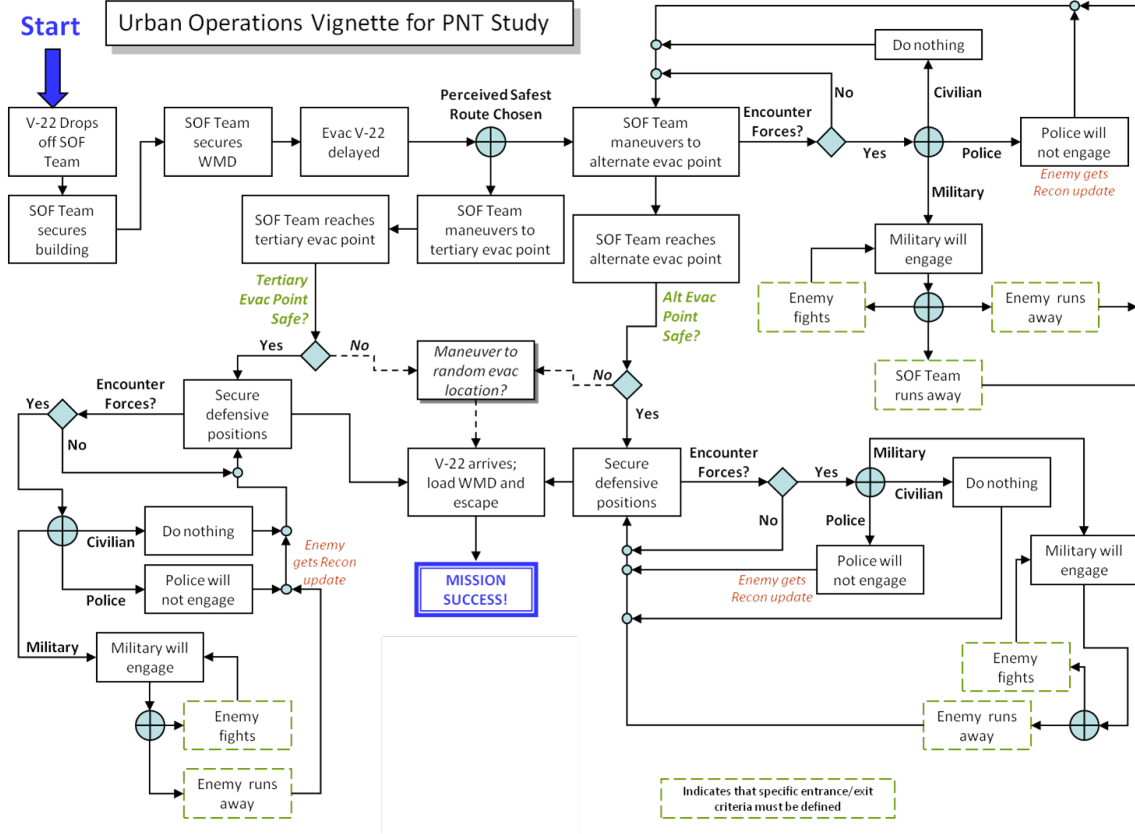 Start
Urban Operations Vignette for PNT Study
V-22 Drops
off SOF
Team
SOF Team
secures
building
SOF Team
secures
WMD
Evac V-22
delayed
Perceived Safest
Route Chosen
SOF Team
maneuvers to
alternate evac point
Encounter
Forces?
No
Yes
Do nothing
Civilian
Police
Police will
not engage
Enemy gets
Recon update
Military
Military will
engage
Enemy
fights
Enemy runs
away
SOF Team
runs away
SOF Team reaches
tertiary evac point
SOF Team
maneuvers to
tertiary evac point
SOF Team reaches
alternate evac point
Tertiary
Evac Point
Safe?
Alt Evac
Point
Safe?
Yes
No
Maneuver to
random evac
location?
No
Yes
Yes
Encounter
Forces?
No
Secure
defensive
positions
V-22 arrives;
load WMD and
escape
MISSION
SUCCESS!
Secure
defensive
positions
Encounter
Forces?
Yes
No
Military
Civilian
Do nothing
Police
Police will
not engage
Enemy gets
Recon update
Military will
engage
Enemy
fights
Enemy runs
away
Civilian
Do nothing
Police
Police will
not engage
Enemy
gets Recon
update
Military
Military will
engage
Enemy
fights
Enemy runs
away
Indicates that specific entrance/exit
criteria must be defined